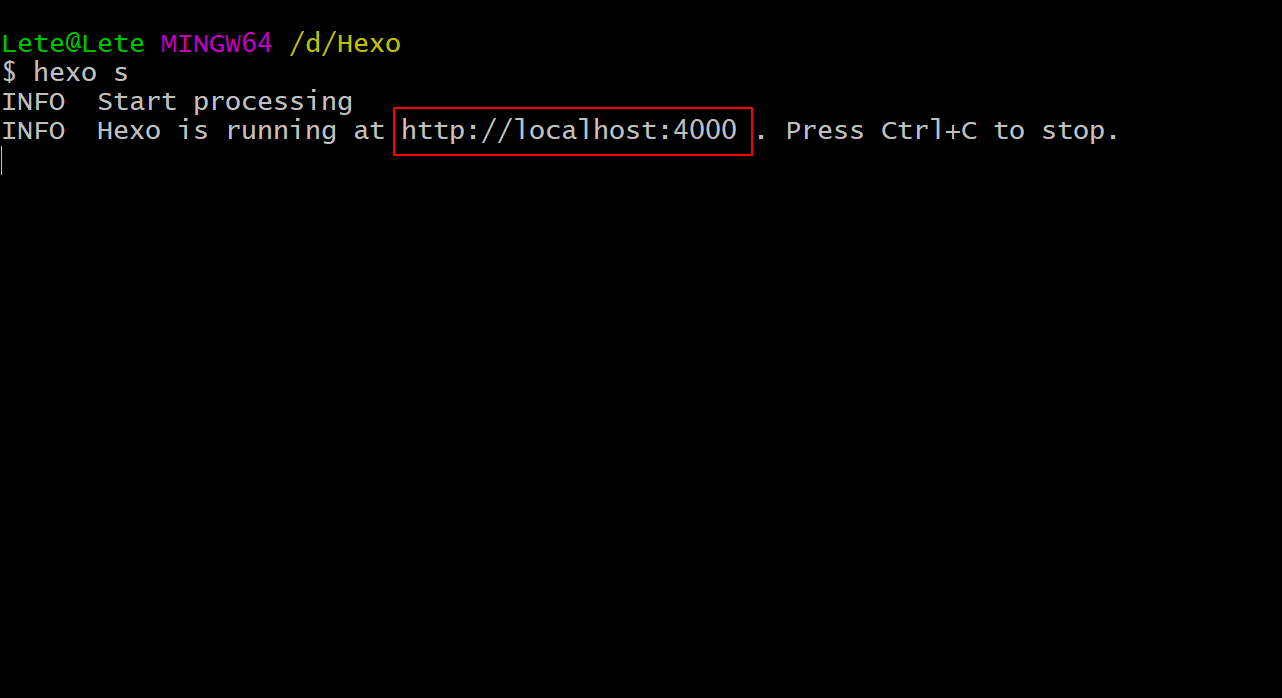 Lete@Lete MINGW64 /d/Hexo
$ hexo s
INFO  Start processing
INFO  Hexo is running at http://localhost:4000 . Press Ctrl+C to stop.